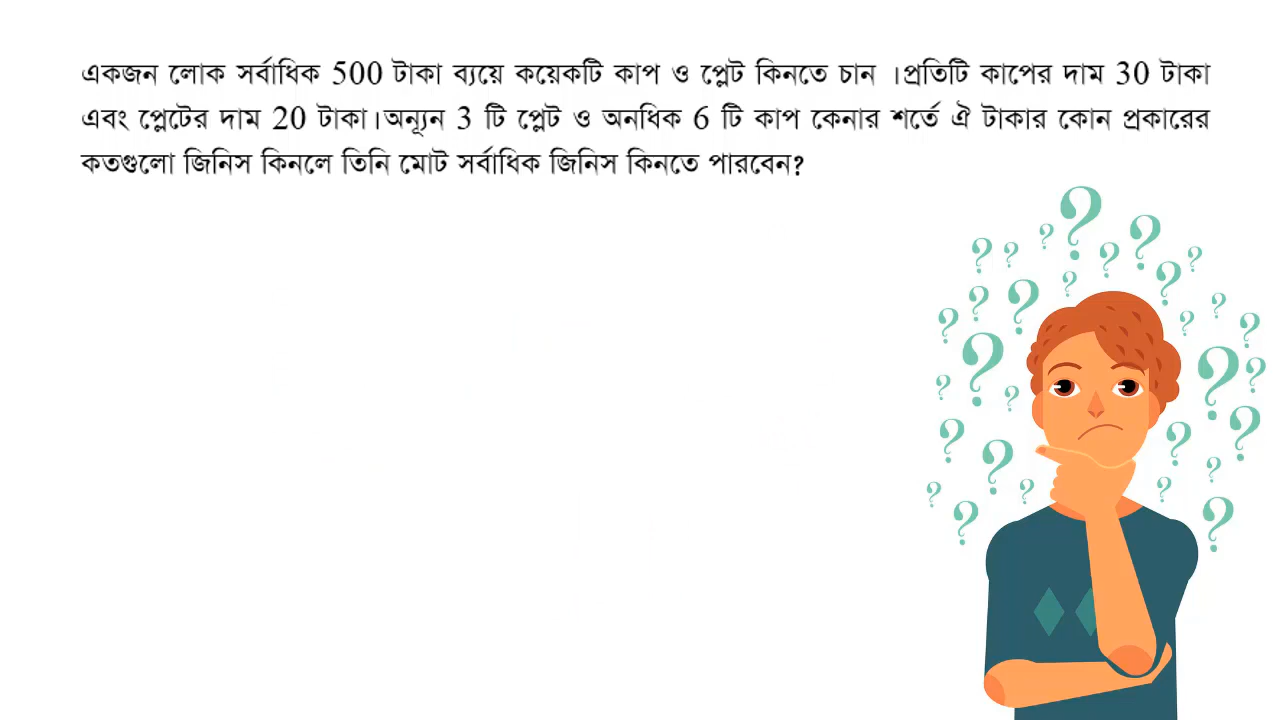 একজন লোক সর্বাধিক 500 টাকা ব্যয়ে কয়েকটি কাপ ও প্লেট কিনতে চান ।প্রতিটি কাপের দাম 30 টাকা
এবং প্লেটের দাম 20 টাকা।অন্যূন 3 টি প্লেট ও অনধিক 6 টি কাপ কেনার শর্তে ঐ টাকার কোন প্রকারের
কতগুলো জিনিস কিনলে তিনি মোট সর্বাধিক জিনিস কিনতে পারবেন?